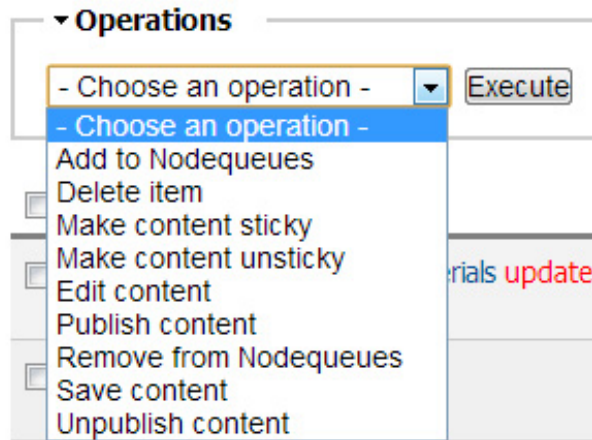 Operations
- Choose an operation - Execute
- Choose an operation -
Add to Nodequeues
Delete item
Make content sticky
Make content unsticky
erials update
Edit content
Publish content
Remove from Nodequeues
Save content
Unpublish content